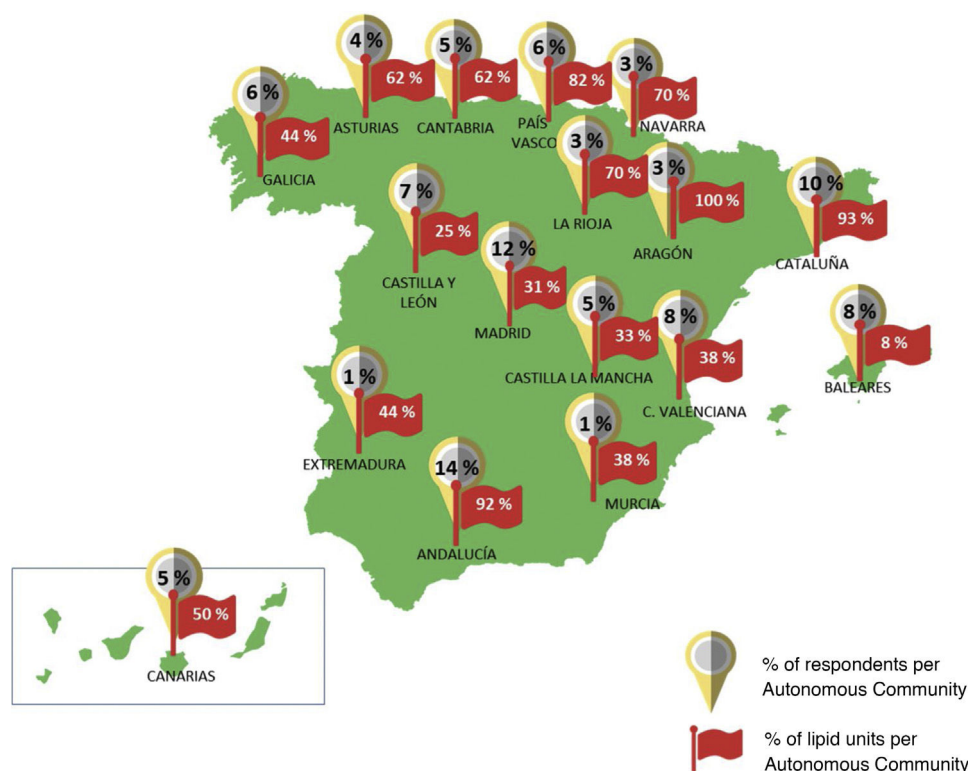 4 %
62 %
ASTURIAS
5 %
62 %
CANTABRIA
6 %
82 %
PAÍS
VASCO
3 %
70 %
NAVARRA
6 %
44 %
GALICIA
3 %
70 %
LA RIOJA
3 %
100 %
ARAGÓN
10 %
93 %
CATALUÑA
7 %
25 %
CASTILLA Y
LEÓN
12 %
31 %
MADRID
5 %
33 %
CASTILLA LA MANCHA
8 %
38 %
C. VALENCIANA
8 %
8 %
BALEARES
1 %
44 %
EXTREMADURA
14 %
92 %
ANDALUCÍA
1 %
38 %
MURCIA
5 %
50 %
CANARIAS
% of respondents per
Autonomous Community
% of lipid units per
Autonomous Community